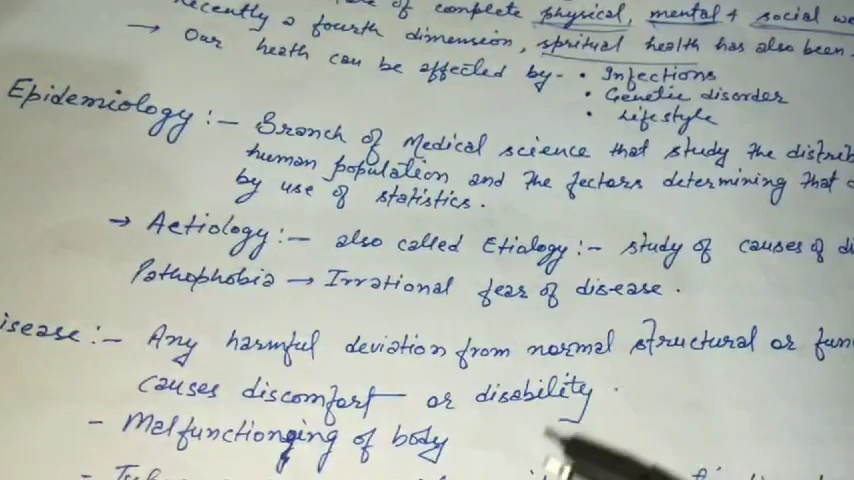 of complete physical, mental & social we
Recently a fourth dimension, spritual health has also been
→ Our heath can be affected by- • Infections
• Genetic disorder
• Lifestyle
Epidemiology :- Branch of Medical science that study the distrib
human population and the fectors determining that
by use of statistics.
→ Aetiology :- also called Etiology :- study of causes of di
Pathophobia → Irrational fear of disease.
isease :- Any harmful deviation from normal structural or fun
causes discomfort or disability.
- Malfunctionging of body